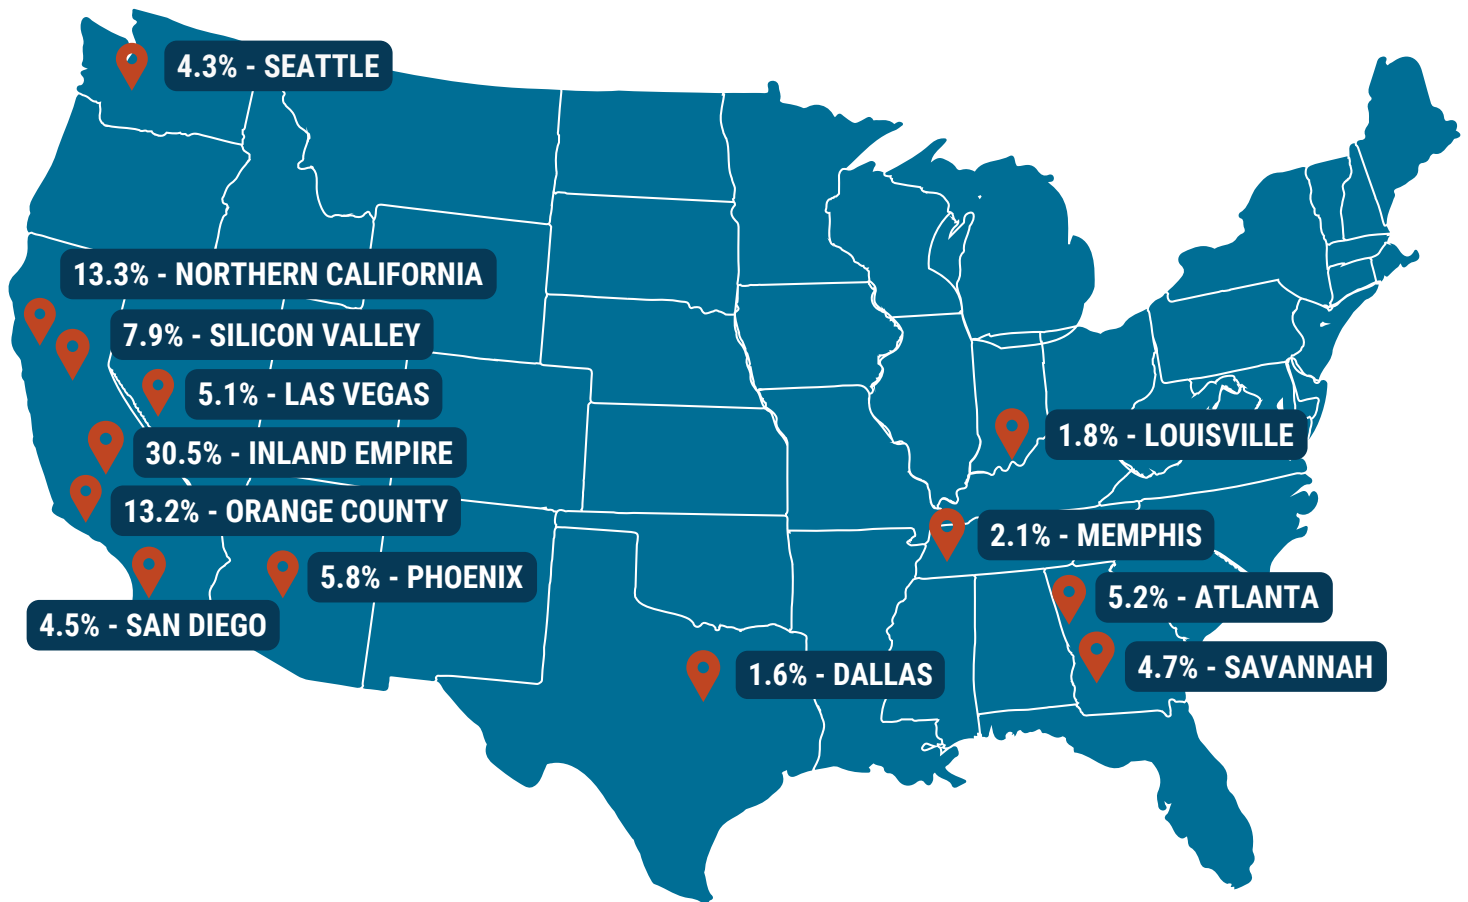 4.3% - SEATTLE
13.3% - NORTHERN CALIFORNIA
7.9% - SILICON VALLEY
5.1% - LAS VEGAS
30.5% - INLAND EMPIRE
13.2% - ORANGE COUNTY
5.8% - PHOENIX
4.5% - SAN DIEGO
1.6% - DALLAS
1.8% - LOUISVILLE
2.1% - MEMPHIS
5.2% - ATLANTA
4.7% - SAVANNAH